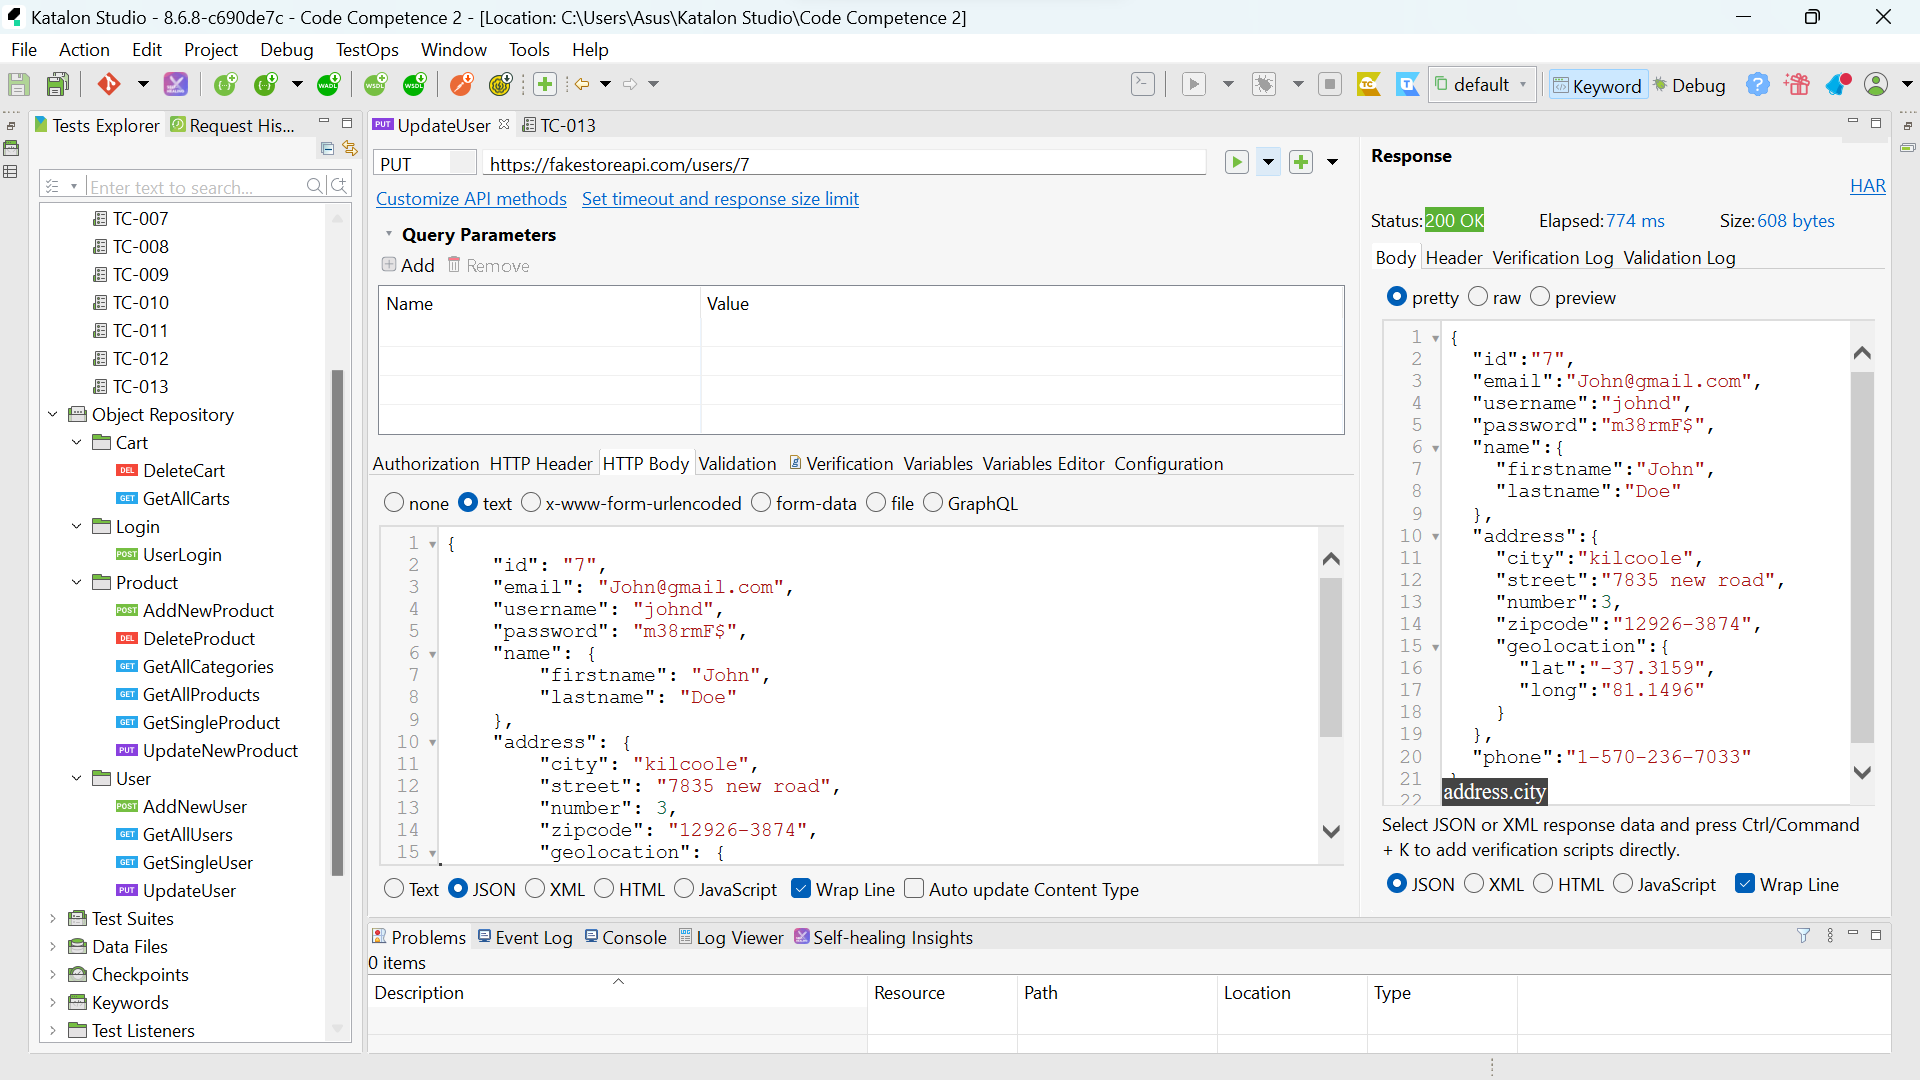 Katalon Studio - 8.6.8-c690de7c - Code Competence 2 - [Location: C:\Users\Asus\Katalon Studio\Code Competence 2]
File Action Edit Project Debug TestOps Window Tools Help
default Keyword Debug
Tests Explorer Request His...
Enter text to search...
TC-007
TC-008
TC-009
TC-010
TC-011
TC-012
TC-013
Object Repository
Cart
DEL DeleteCart
GET GetAllCarts
Login
POST UserLogin
Product
POST AddNewProduct
DEL DeleteProduct
GET GetAllCategories
GET GetAllProducts
GET GetSingleProduct
PUT UpdateNewProduct
User
POST AddNewUser
GET GetAllUsers
GET GetSingleUser
PUT UpdateUser
Test Suites
Data Files
Checkpoints
Keywords
Test Listeners
PUT UpdateUser TC-013
PUT https://fakestoreapi.com/users/7
Customize API methods Set timeout and response size limit
Query Parameters
Add Remove
Name Value
Authorization HTTP Header HTTP Body Validation Verification Variables Variables Editor Configuration
none text x-www-form-urlencoded form-data file GraphQL
1 {
2 "id": "7",
3 "email": "John@gmail.com",
4 "username": "johnd",
5 "password": "m38rmF$",
6 "name": {
7 "firstname": "John",
8 "lastname": "Doe"
9 },
10 "address": {
11 "city": "kilcoole",
12 "street": "7835 new road",
13 "number": 3,
14 "zipcode": "12926-3874",
15 "geolocation": {
Text JSON XML HTML JavaScript Wrap Line Auto update Content Type
Response
HAR
Status: 200 OK Elapsed: 774 ms Size: 608 bytes
Body Header Verification Log Validation Log
pretty raw preview
1 {
2 "id":"7",
3 "email":"John@gmail.com",
4 "username":"johnd",
5 "password":"m38rmF$",
6 "name":{
7 "firstname":"John",
8 "lastname":"Doe"
9 },
10 "address":{
11 "city":"kilcoole",
12 "street":"7835 new road",
13 "number":3,
14 "zipcode":"12926-3874",
15 "geolocation":{
16 "lat":"-37.3159",
17 "long":"81.1496"
18 }
19 },
20 "phone":"1-570-236-7033"
21 }
22
address.city
Select JSON or XML response data and press Ctrl/Command
+ K to add verification scripts directly.
JSON XML HTML JavaScript Wrap Line
Problems Event Log Console Log Viewer Self-healing Insights
0 items
Description Resource Path Location Type